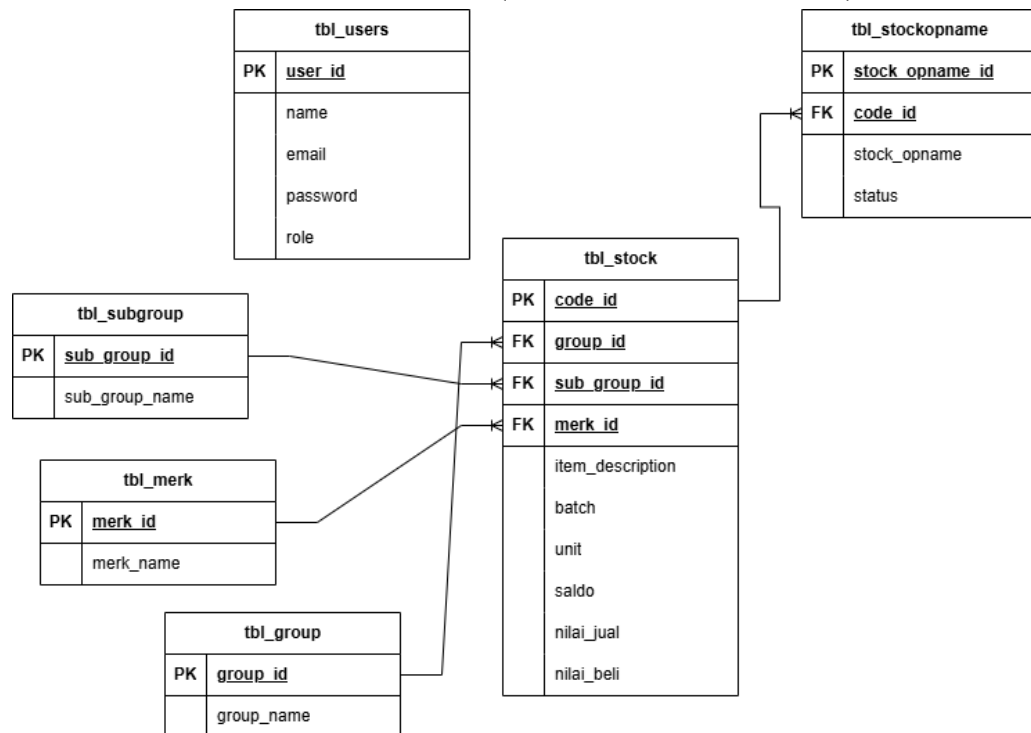 tbl_users
PK user_id
name
email
password
role
tbl_stockopname
PK stock_opname_id
FK code_id
stock_opname
status
tbl_stock
PK code_id
FK group_id
FK sub_group_id
FK merk_id
item_description
batch
unit
saldo
nilai_jual
nilai_beli
tbl_subgroup
PK sub_group_id
sub_group_name
tbl_merk
PK merk_id
merk_name
tbl_group
PK group_id
group_name